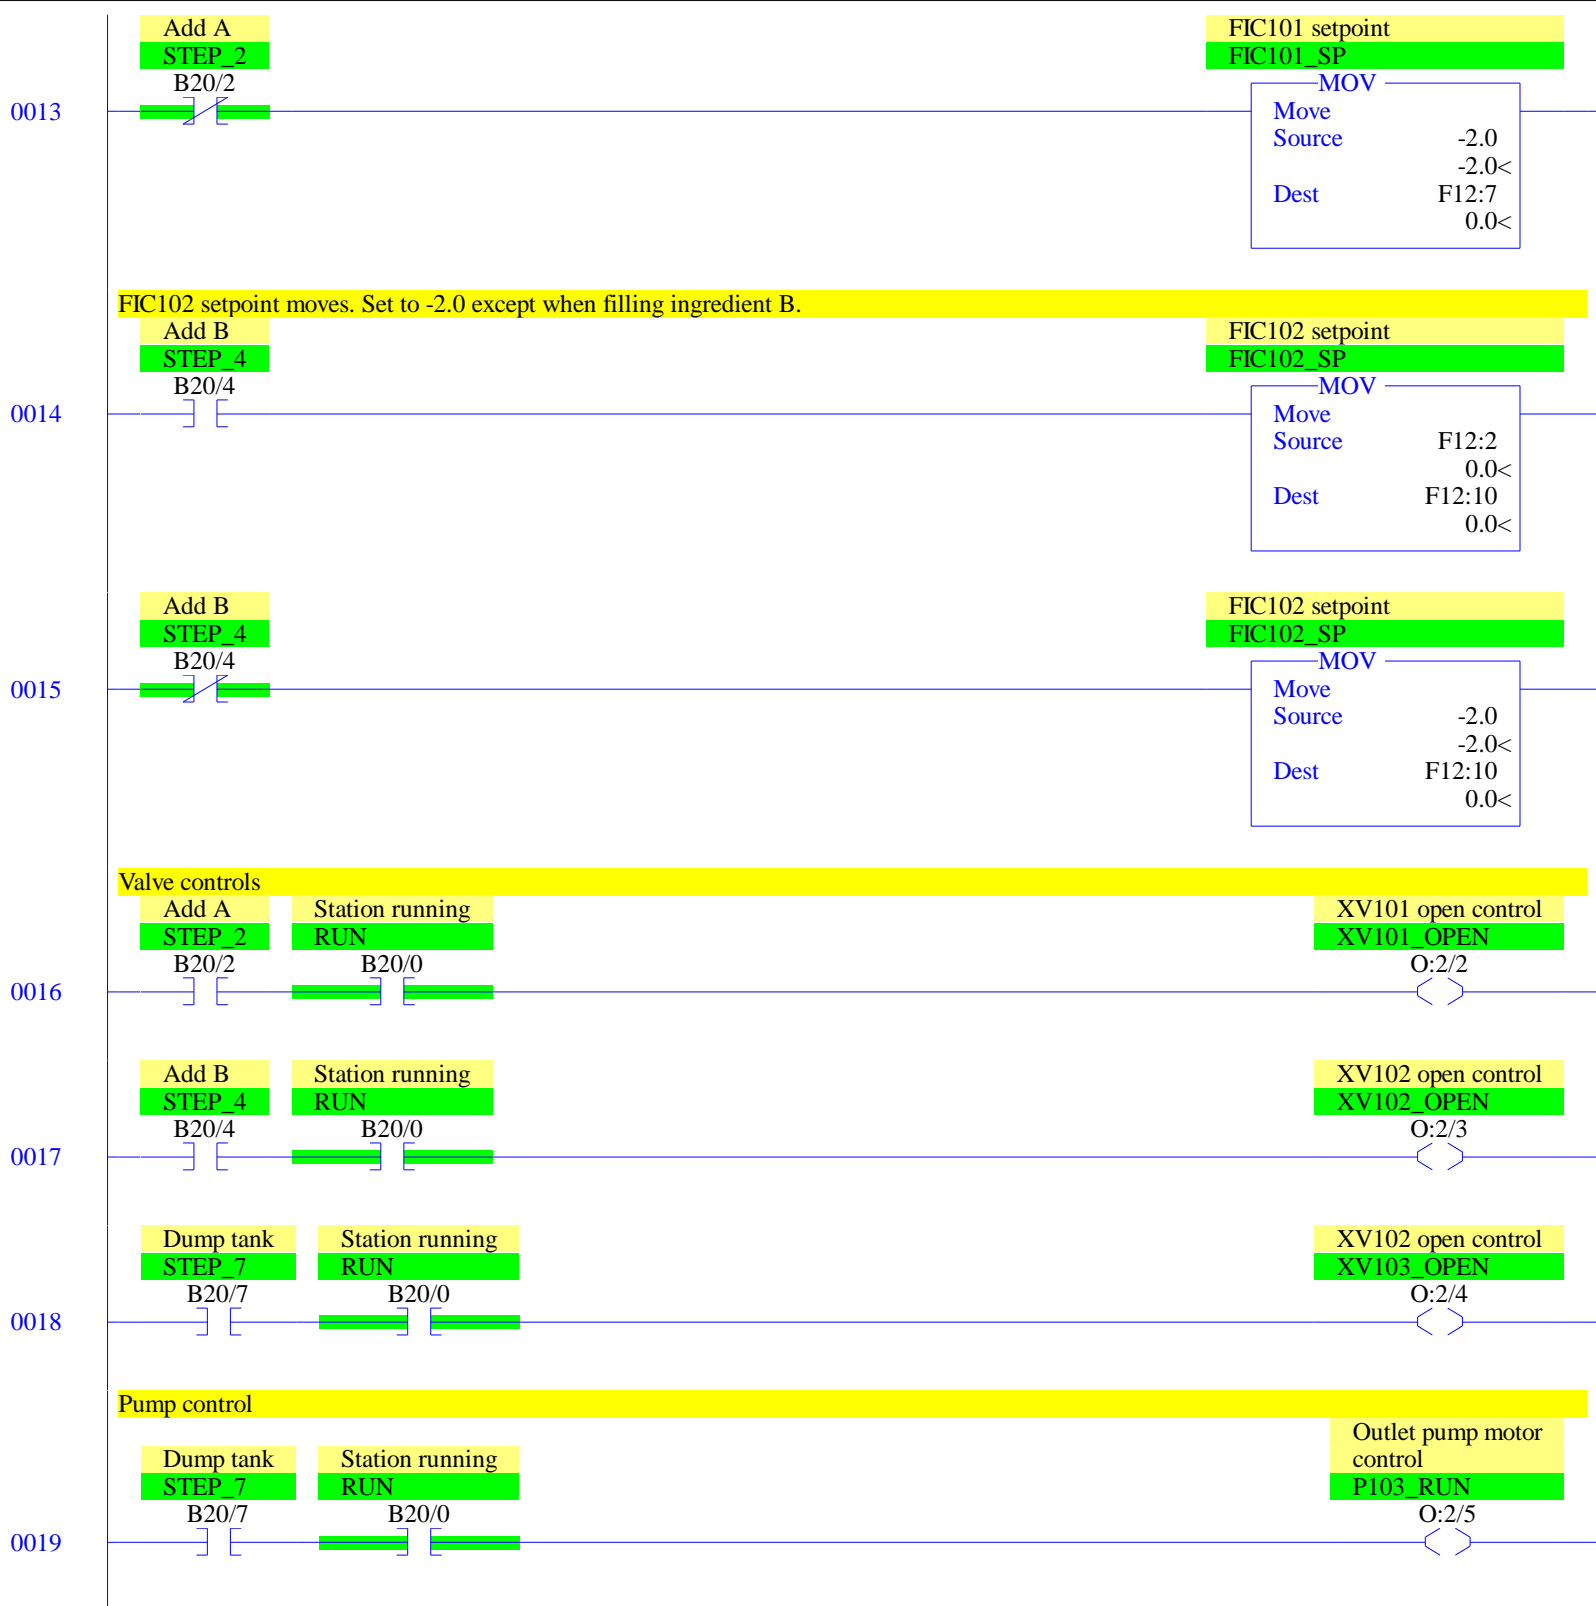 Add A
STEP_2
B20/2
0013
FIC101 setpoint
FIC101_SP
MOV
Move
Source -2.0
-2.0<
Dest F12:7
0.0<
FIC102 setpoint moves. Set to -2.0 except when filling ingredient B.
Add B
STEP_4
B20/4
0014
FIC102 setpoint
FIC102_SP
MOV
Move
Source F12:2
0.0<
Dest F12:10
0.0<
Add B
STEP_4
B20/4
0015
FIC102 setpoint
FIC102_SP
MOV
Move
Source -2.0
-2.0<
Dest F12:10
0.0<
Valve controls
Add A Station running XV101 open control
STEP_2 RUN XV101_OPEN
B20/2 B20/0 O:2/2
0016
Add B Station running XV102 open control
STEP_4 RUN XV102_OPEN
B20/4 B20/0 O:2/3
0017
Dump tank Station running XV102 open control
STEP_7 RUN XV103_OPEN
B20/7 B20/0 O:2/4
0018
Pump control
Outlet pump motor
Dump tank Station running control
STEP_7 RUN P103_RUN
B20/7 B20/0 O:2/5
0019